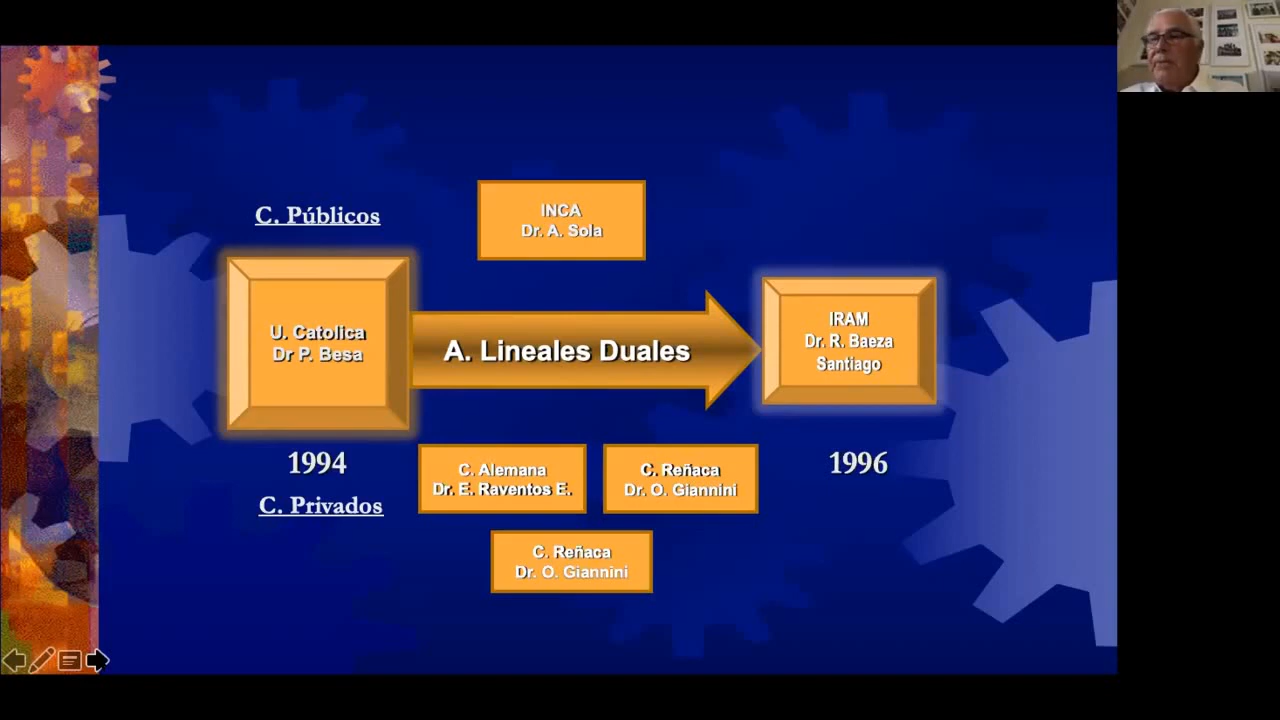 C. Públicos
INCA
Dr. A. Sola
U. Catolica
Dr P. Besa
A. Lineales Duales
IRAM
Dr. R. Baeza
Santiago
1994
1996
C. Privados
C. Alemana
Dr. E. Raventos E.
C. Reñaca
Dr. O. Giannini
C. Reñaca
Dr. O. Giannini